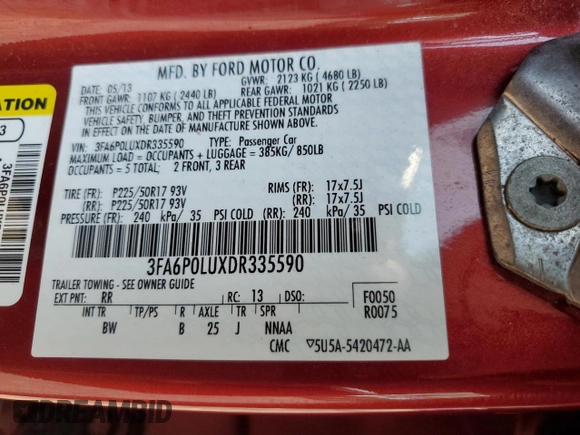 MFD. BY FORD MOTOR CO.
DATE: 05/13 GVWR: 2123 KG ( 4680 LB)
FRONT GAWR: 1107 KG ( 2440 LB) REAR GAWR: 1021 KG ( 2250 LB)
THIS VEHICLE CONFORMS TO ALL APPLICABLE FEDERAL MOTOR
VEHICLE SAFETY, BUMPER, AND THEFT PREVENTION STANDARDS
IN EFFECT ON THE DATE OF MANUFACTURE SHOWN ABOVE.
VIN: 3FA6P0LUXDR335590 TYPE: Passenger Car
MAXIMUM LOAD = OCCUPANTS + LUGGAGE = 385KG/ 850LB
OCCUPANTS = 5 TOTAL; 2 FRONT, 3 REAR
TIRE (FR): P225/50R17 93V RIMS (FR): 17x7.5J
(RR): P225/50R17 93V (RR): 17x7.5J
PRESSURE (FR): 240 kPa/ 35 PSI COLD (RR): 240 kPa/ 35 PSI COLD
3FA6P0LUXDR335590
TRAILER TOWING - SEE OWNER GUIDE
EXT PNT: RR RC: 13 DSO: F0050
R0075
INT TR TP/PS R AXLE TR SPR
BW B 25 J NNAA
CMC ▽5U5A-5420472-AA
DREAMBID